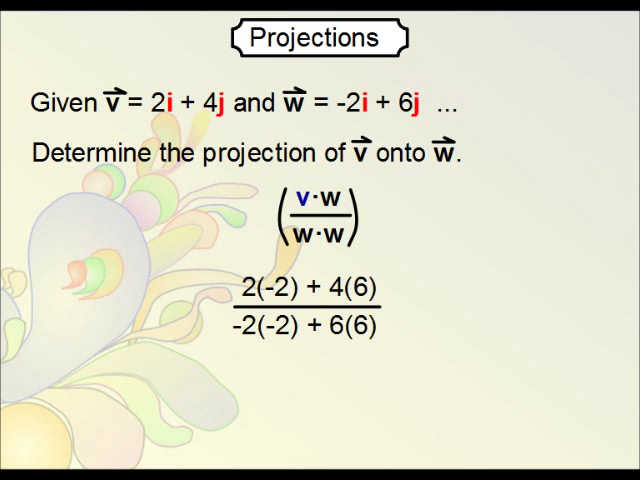 Projections
Given v = 2i + 4j and w = -2i + 6j ...
Determine the projection of v onto w.
(v·w
w·w)
2(-2) + 4(6)
-2(-2) + 6(6)